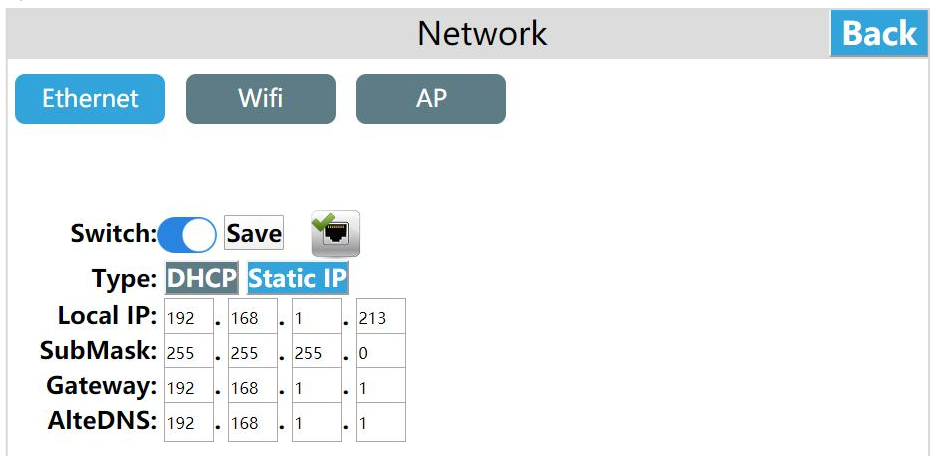 Network Back
Ethernet Wifi AP
Switch: Save
Type: DHCP Static IP
Local IP: 192 . 168 . 1 . 213
SubMask: 255 . 255 . 255 . 0
Gateway: 192 . 168 . 1 . 1
AlteDNS: 192 . 168 . 1 . 1